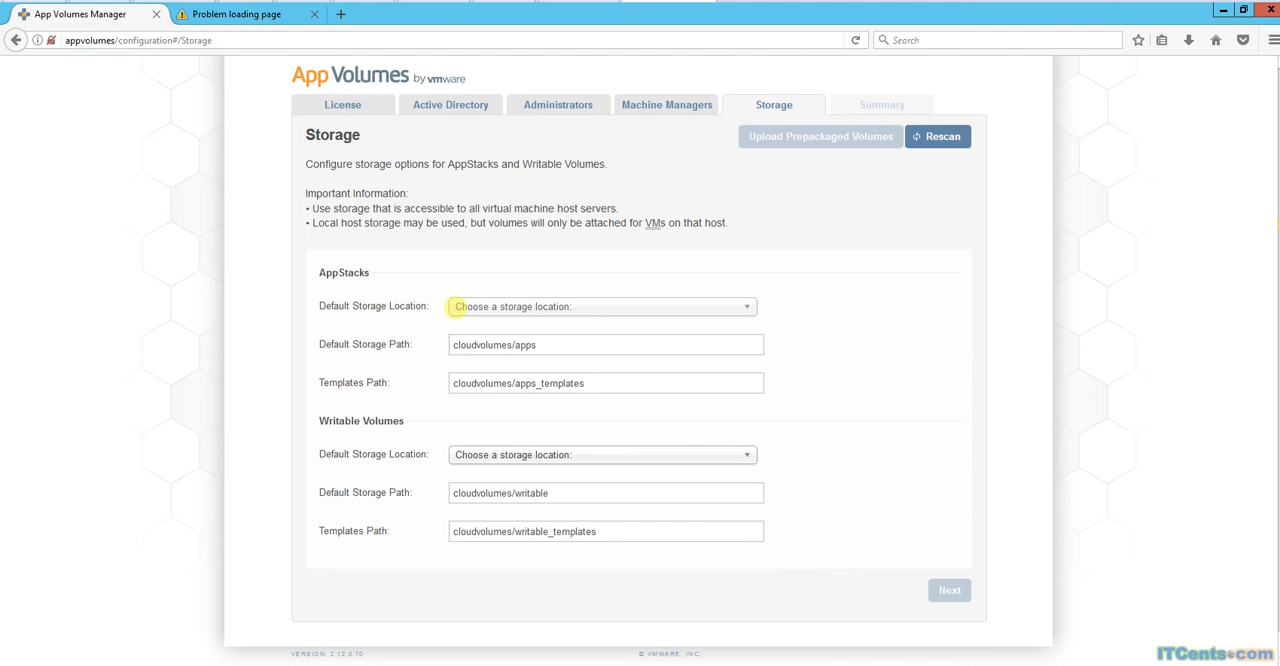 App Volumes Manager
Problem loading page
appvolumes/configuration#/Storage
Search
App Volumes by vmware
License
Active Directory
Administrators
Machine Managers
Storage
Summary
Storage
Upload Prepackaged Volumes
Rescan
Configure storage options for AppStacks and Writable Volumes.
Important Information:
• Use storage that is accessible to all virtual machine host servers.
• Local host storage may be used, but volumes will only be attached for VMs on that host.
AppStacks
Default Storage Location:
Choose a storage location:
Default Storage Path:
cloudvolumes/apps
Templates Path:
cloudvolumes/apps_templates
Writable Volumes
Default Storage Location:
Choose a storage location:
Default Storage Path:
cloudvolumes/writable
Templates Path:
cloudvolumes/writable_templates
Next
VERSION: 2.12.0.70
© VMWARE, INC.
ITCents.com